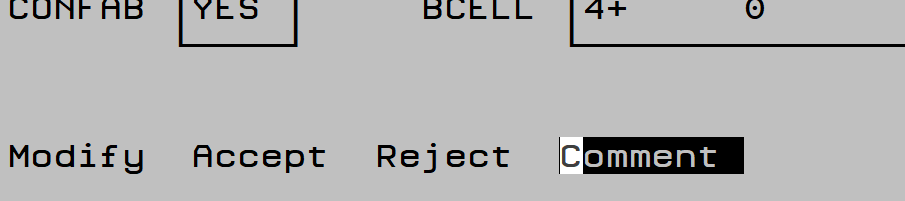 CONFAB YES BCELL 4+ 0
Modify Accept Reject Comment